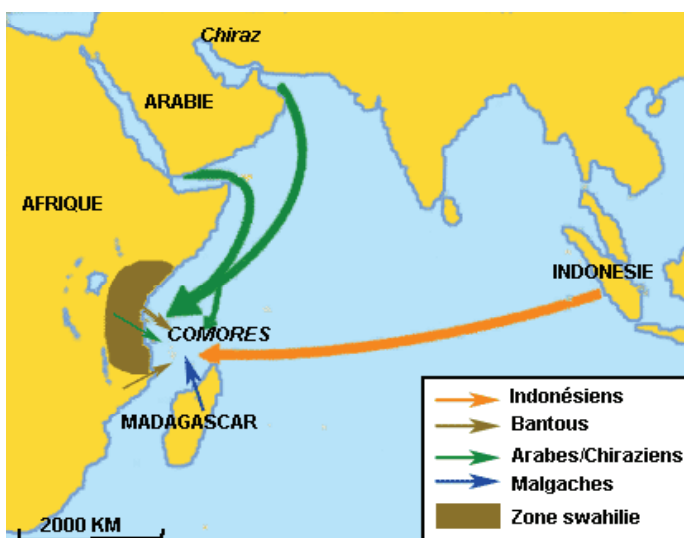 Chiraz
ARABIE
AFRIQUE
INDONESIE
COMORES
MADAGASCAR
Indonésiens
Bantous
Arabes/Chiraziens
Malgaches
Zone swahilie
2000 KM